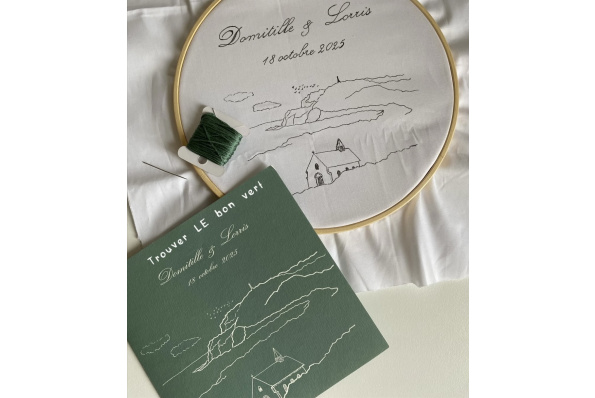 Domitille & Lorris
18 octobre 2025
Trouver LE bon vert
Domitille & Lorris
18 octobre 2025